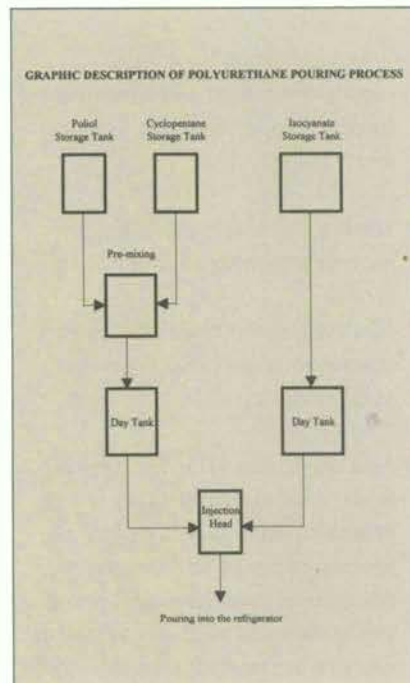 GRAPHIC DESCRIPTION OF POLYURETHANE POURING PROCESS
Poliol
Storage Tank
Cyclopentane
Storage Tank
Isocyanate
Storage Tank
Pre-mixing
Day Tank
Day Tank
Injection
Head
Pouring into the refrigerator